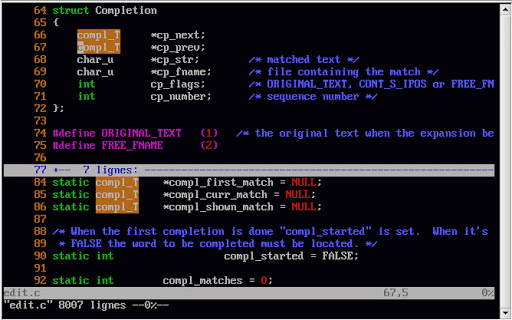 64 struct Completion
65 {
66     compl_T     *cp_next;
67     compl_T     *cp_prev;
68     char_u      *cp_str;        /* matched text */
69     char_u      *cp_fname;      /* file containing the match */
70     int         cp_flags;       /* ORIGINAL_TEXT, CONT_S_IPOS or FREE_FN
71     int         cp_number;      /* sequence number */
72 };
73
74 #define ORIGINAL_TEXT   (1)   /* the original text when the expansion be
75 #define FREE_FNAME      (2)
76
77 +--  7 lignes: ----------------------------------------------------------
84 static compl_T    *compl_first_match = NULL;
85 static compl_T    *compl_curr_match = NULL;
86 static compl_T    *compl_shown_match = NULL;
87
88 /* When the first completion is done "compl_started" is set.  When it's
89  * FALSE the word to be completed must be located. */
90 static int                  compl_started = FALSE;
91
92 static int        compl_matches = 0;
edit.c 67,5 0%
"edit.c" 8007 lignes --0%--